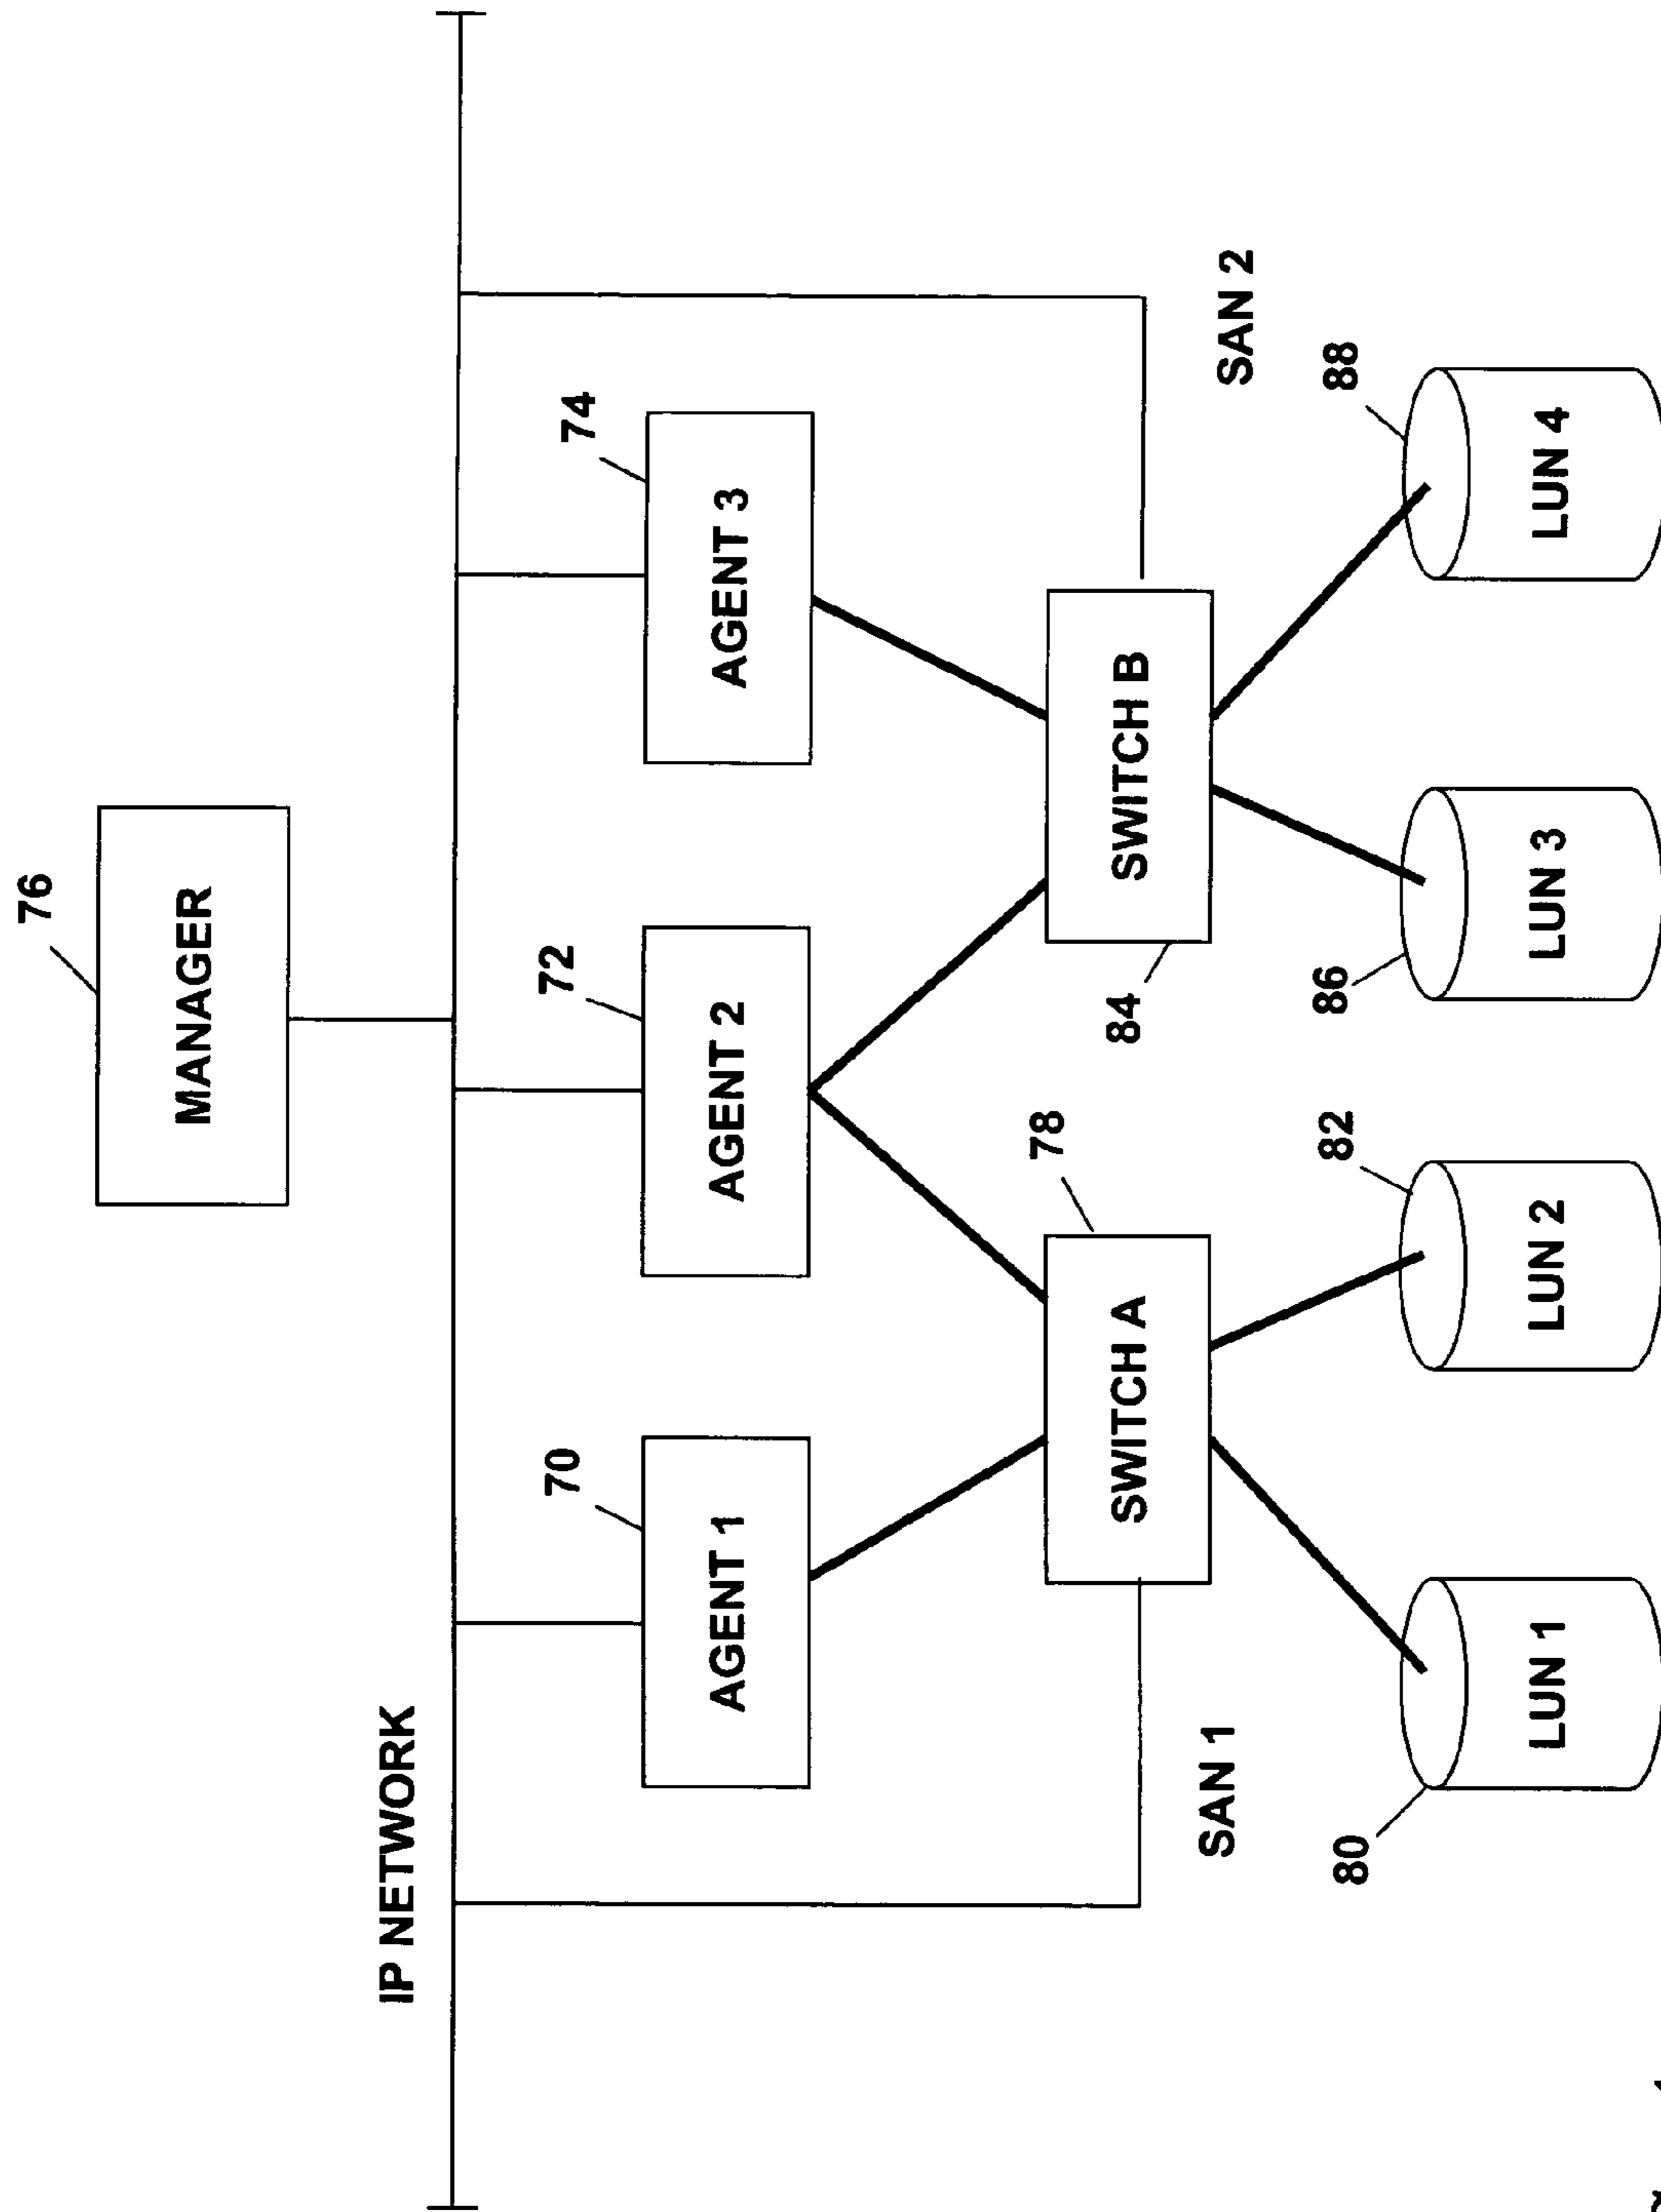 76
MANAGER
IP NETWORK
70
72
74
AGENT 1
AGENT 2
AGENT 3
78
84
SWITCH A
SWITCH B
SAN 1
SAN 2
80
82
86
88
LUN 1
LUN 2
LUN 3
LUN 4